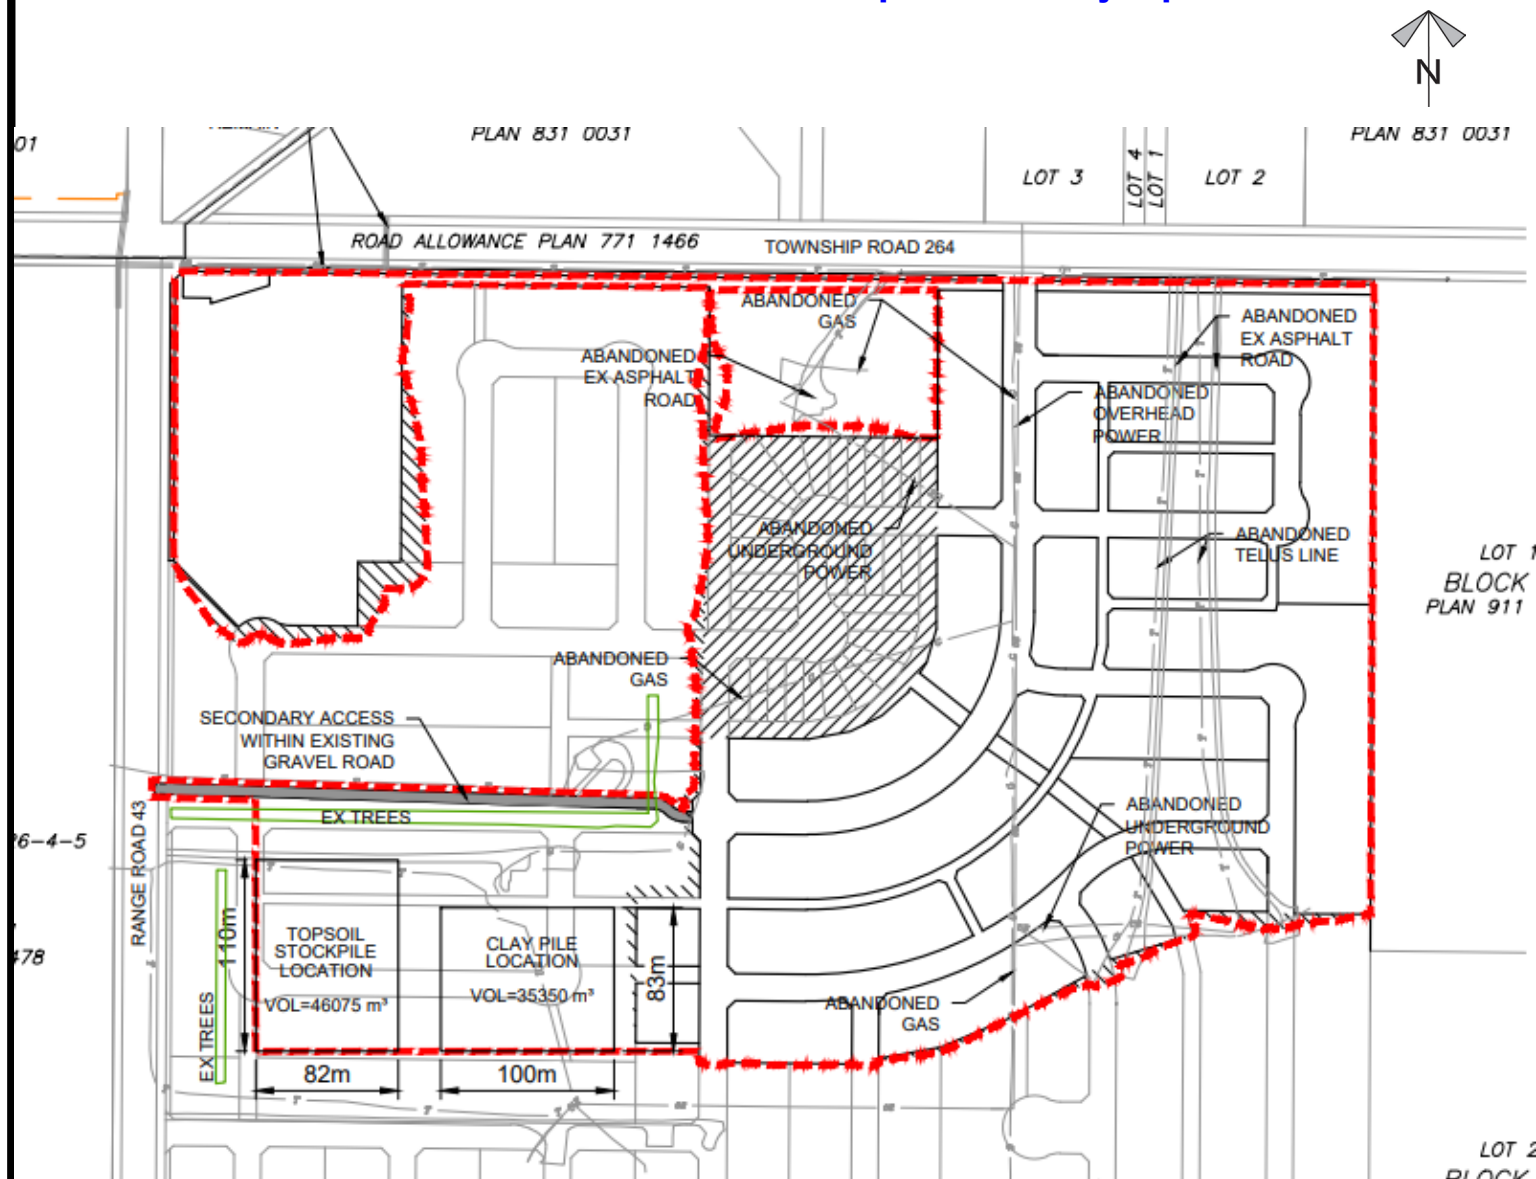 N
01
PLAN 831 0031
PLAN 831 0031
LOT 3
LOT 4
LOT 1
LOT 2
ROAD ALLOWANCE PLAN 771 1466
TOWNSHIP ROAD 264
ABANDONED
GAS
ABANDONED
EX ASPHALT
ROAD
ABANDONED
EX ASPHALT
ROAD
ABANDONED
OVERHEAD
POWER
ABANDONED
UNDERGROUND
POWER
ABANDONED
TELUS LINE
LOT 1
BLOCK
PLAN 911
ABANDONED
GAS
SECONDARY ACCESS
WITHIN EXISTING
GRAVEL ROAD
EX TREES
RANGE ROAD 43
26-4-5
478
ABANDONED
UNDERGROUND
POWER
110m
TOPSOIL
STOCKPILE
LOCATION
VOL=46075 m³
CLAY PILE
LOCATION
VOL=35350 m³
83m
ABANDONED
GAS
EX TREES
82m
100m
LOT 2
BLOCK